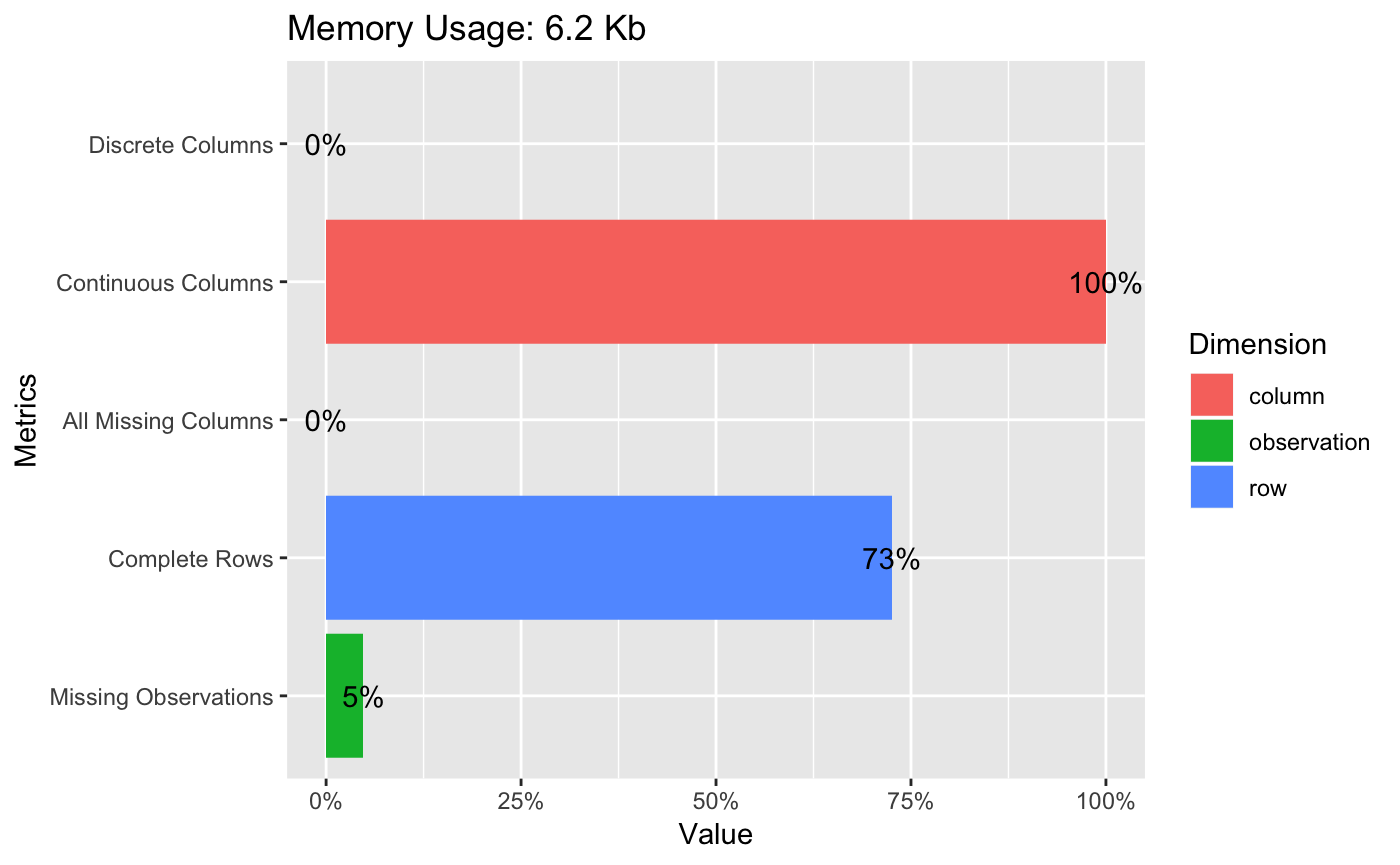 Memory Usage: 6.2 Kb
Discrete Columns
0%
Continuous Columns
100%
All Missing Columns
0%
Complete Rows
73%
Missing Observations
5%
Metrics
0%
25%
50%
75%
100%
Value
Dimension
column
observation
row